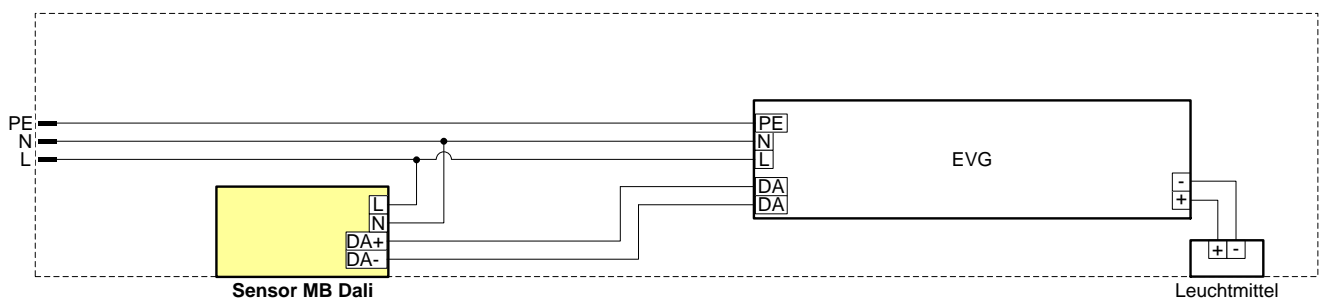 PE
N
L
PE
N
L
DA
DA
EVG
-
+
L
N
DA+
DA-
+ -
Sensor MB Dali
Leuchtmittel